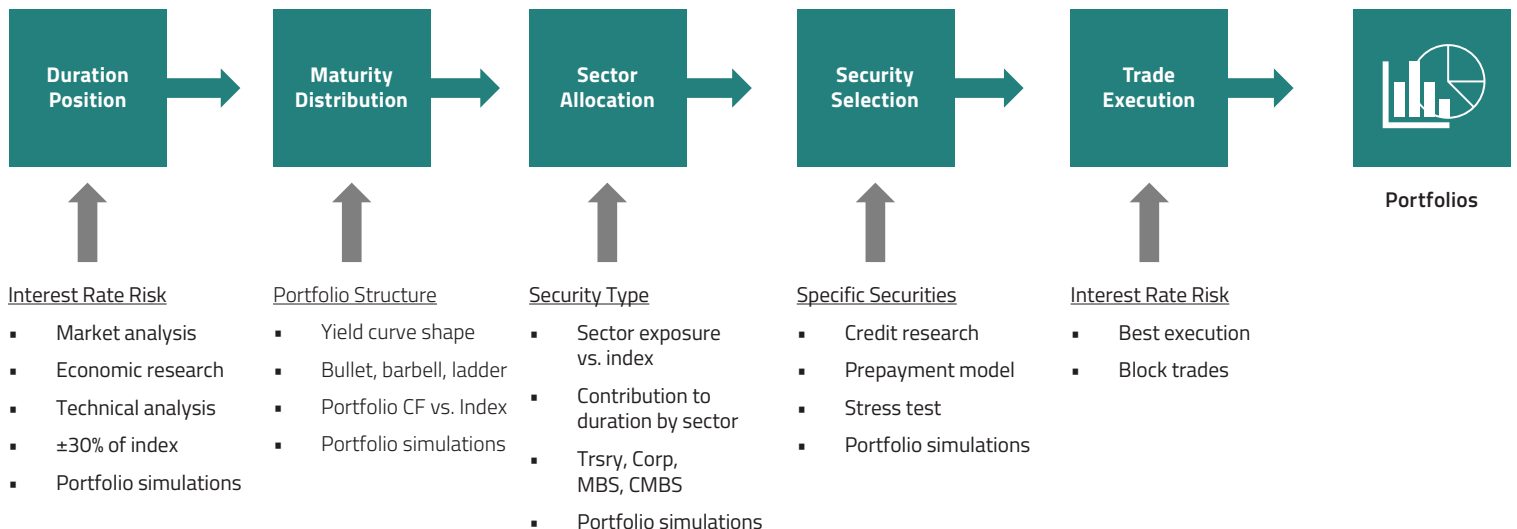 Duration
Position
Maturity
Distribution
Sector
Allocation
Security
Selection
Trade
Execution
Portfolios
Interest Rate Risk
▪ Market analysis
▪ Economic research
▪ Technical analysis
▪ ±30% of index
▪ Portfolio simulations
Portfolio Structure
▪ Yield curve shape
▪ Bullet, barbell, ladder
▪ Portfolio CF vs. Index
▪ Portfolio simulations
Security Type
▪ Sector exposure
vs. index
▪ Contribution to
duration by sector
▪ Trsry, Corp,
MBS, CMBS
▪ Portfolio simulations
Specific Securities
▪ Credit research
▪ Prepayment model
▪ Stress test
▪ Portfolio simulations
Interest Rate Risk
▪ Best execution
▪ Block trades